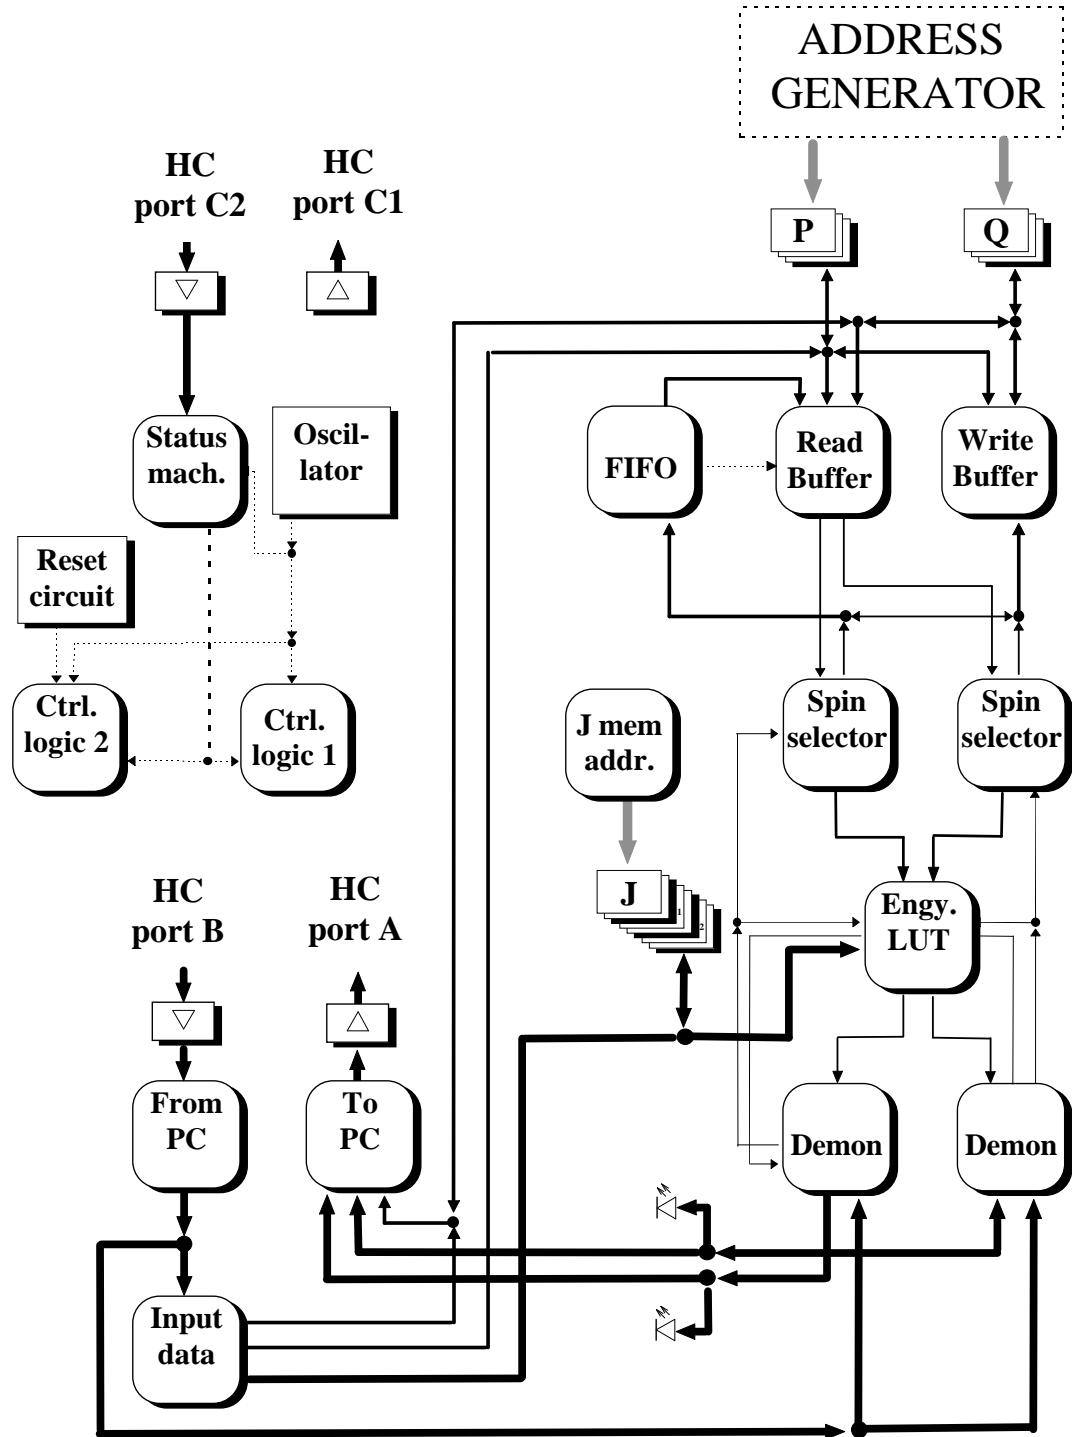 ADDRESS
GENERATOR
HC
port C2
HC
port C1
P
Q
Status
mach.
Oscil-
lator
FIFO
Read
Buffer
Write
Buffer
Reset
circuit
Ctrl.
logic 2
Ctrl.
logic 1
J mem
addr.
Spin
selector
Spin
selector
HC
port B
HC
port A
J
1
2
Engy.
LUT
From
PC
To
PC
Demon
Demon
Input
data